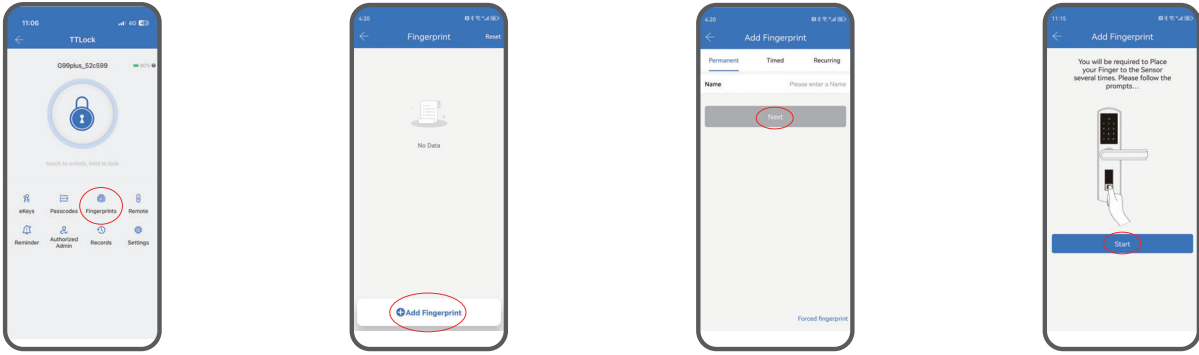 11:06
4G
TTLock
G99plus_52c599
touch to unlock, hold to lock
eKeys
Passcodes
Fingerprints
Remote
Reminder
Authorized
Admin
Records
Settings
4:20
Fingerprint
Reset
No Data
Add Fingerprint
4:20
Add Fingerprint
Permanent
Timed
Recurring
Name
Please enter a Name
Next
Forced fingerprint
11:15
Add Fingerprint
You will be required to Place
your Finger to the Sensor
several times. Please follow the
prompts...
Start